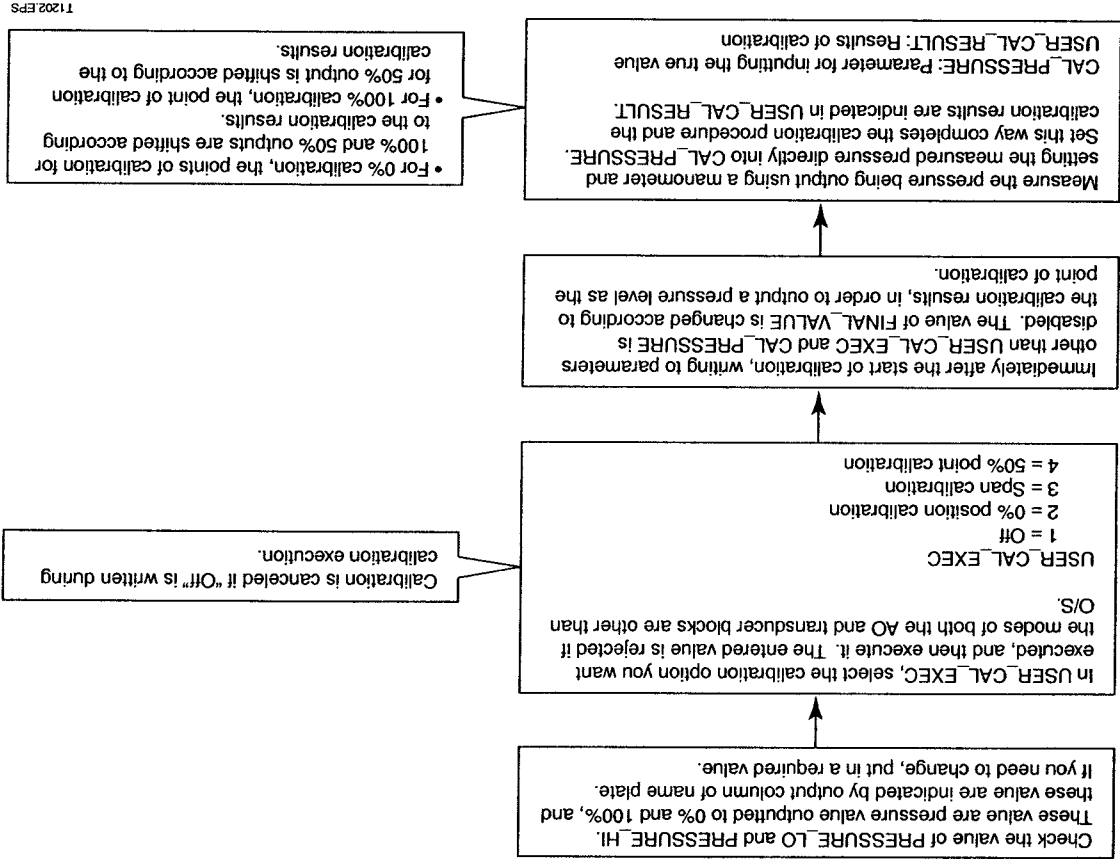 Check the value of PRESSURE_LO and PRESSURE_HI.
These value are pressure value outputted to 0% and 100%, and
these value are indicated by output column of name plate.
If you need to change, put in a required value.
In USER_CAL_EXEC, select the calibration option you want
executed, and then execute it. The entered value is rejected if
the modes of both the AO and transducer blocks are other than
O/S.
USER_CAL_EXEC
1 = Off
2 = 0% position calibration
3 = Span calibration
4 = 50% point calibration
Calibration is canceled if "Off" is written during
calibration execution.
Immediately after the start of calibration, writing to parameters
other than USER_CAL_EXEC and CAL_PRESSURE is
disabled. The value of FINAL_VALUE is changed according to
the calibration results, in order to output a pressure level as the
point of calibration.
Measure the pressure being output using a manometer and
setting the measured pressure directly into CAL_PRESSURE.
Set this way completes the calibration procedure and the
calibration results are indicated in USER_CAL_RESULT.
CAL_PRESSURE: Parameter for inputting the true value
USER_CAL_RESULT: Results of calibration
• For 0% calibration, the points of calibration for
100% and 50% outputs are shifted according
to the calibration results.
• For 100% calibration, the point of calibration
for 50% output is shifted according to the
calibration results.
T1202.EPS